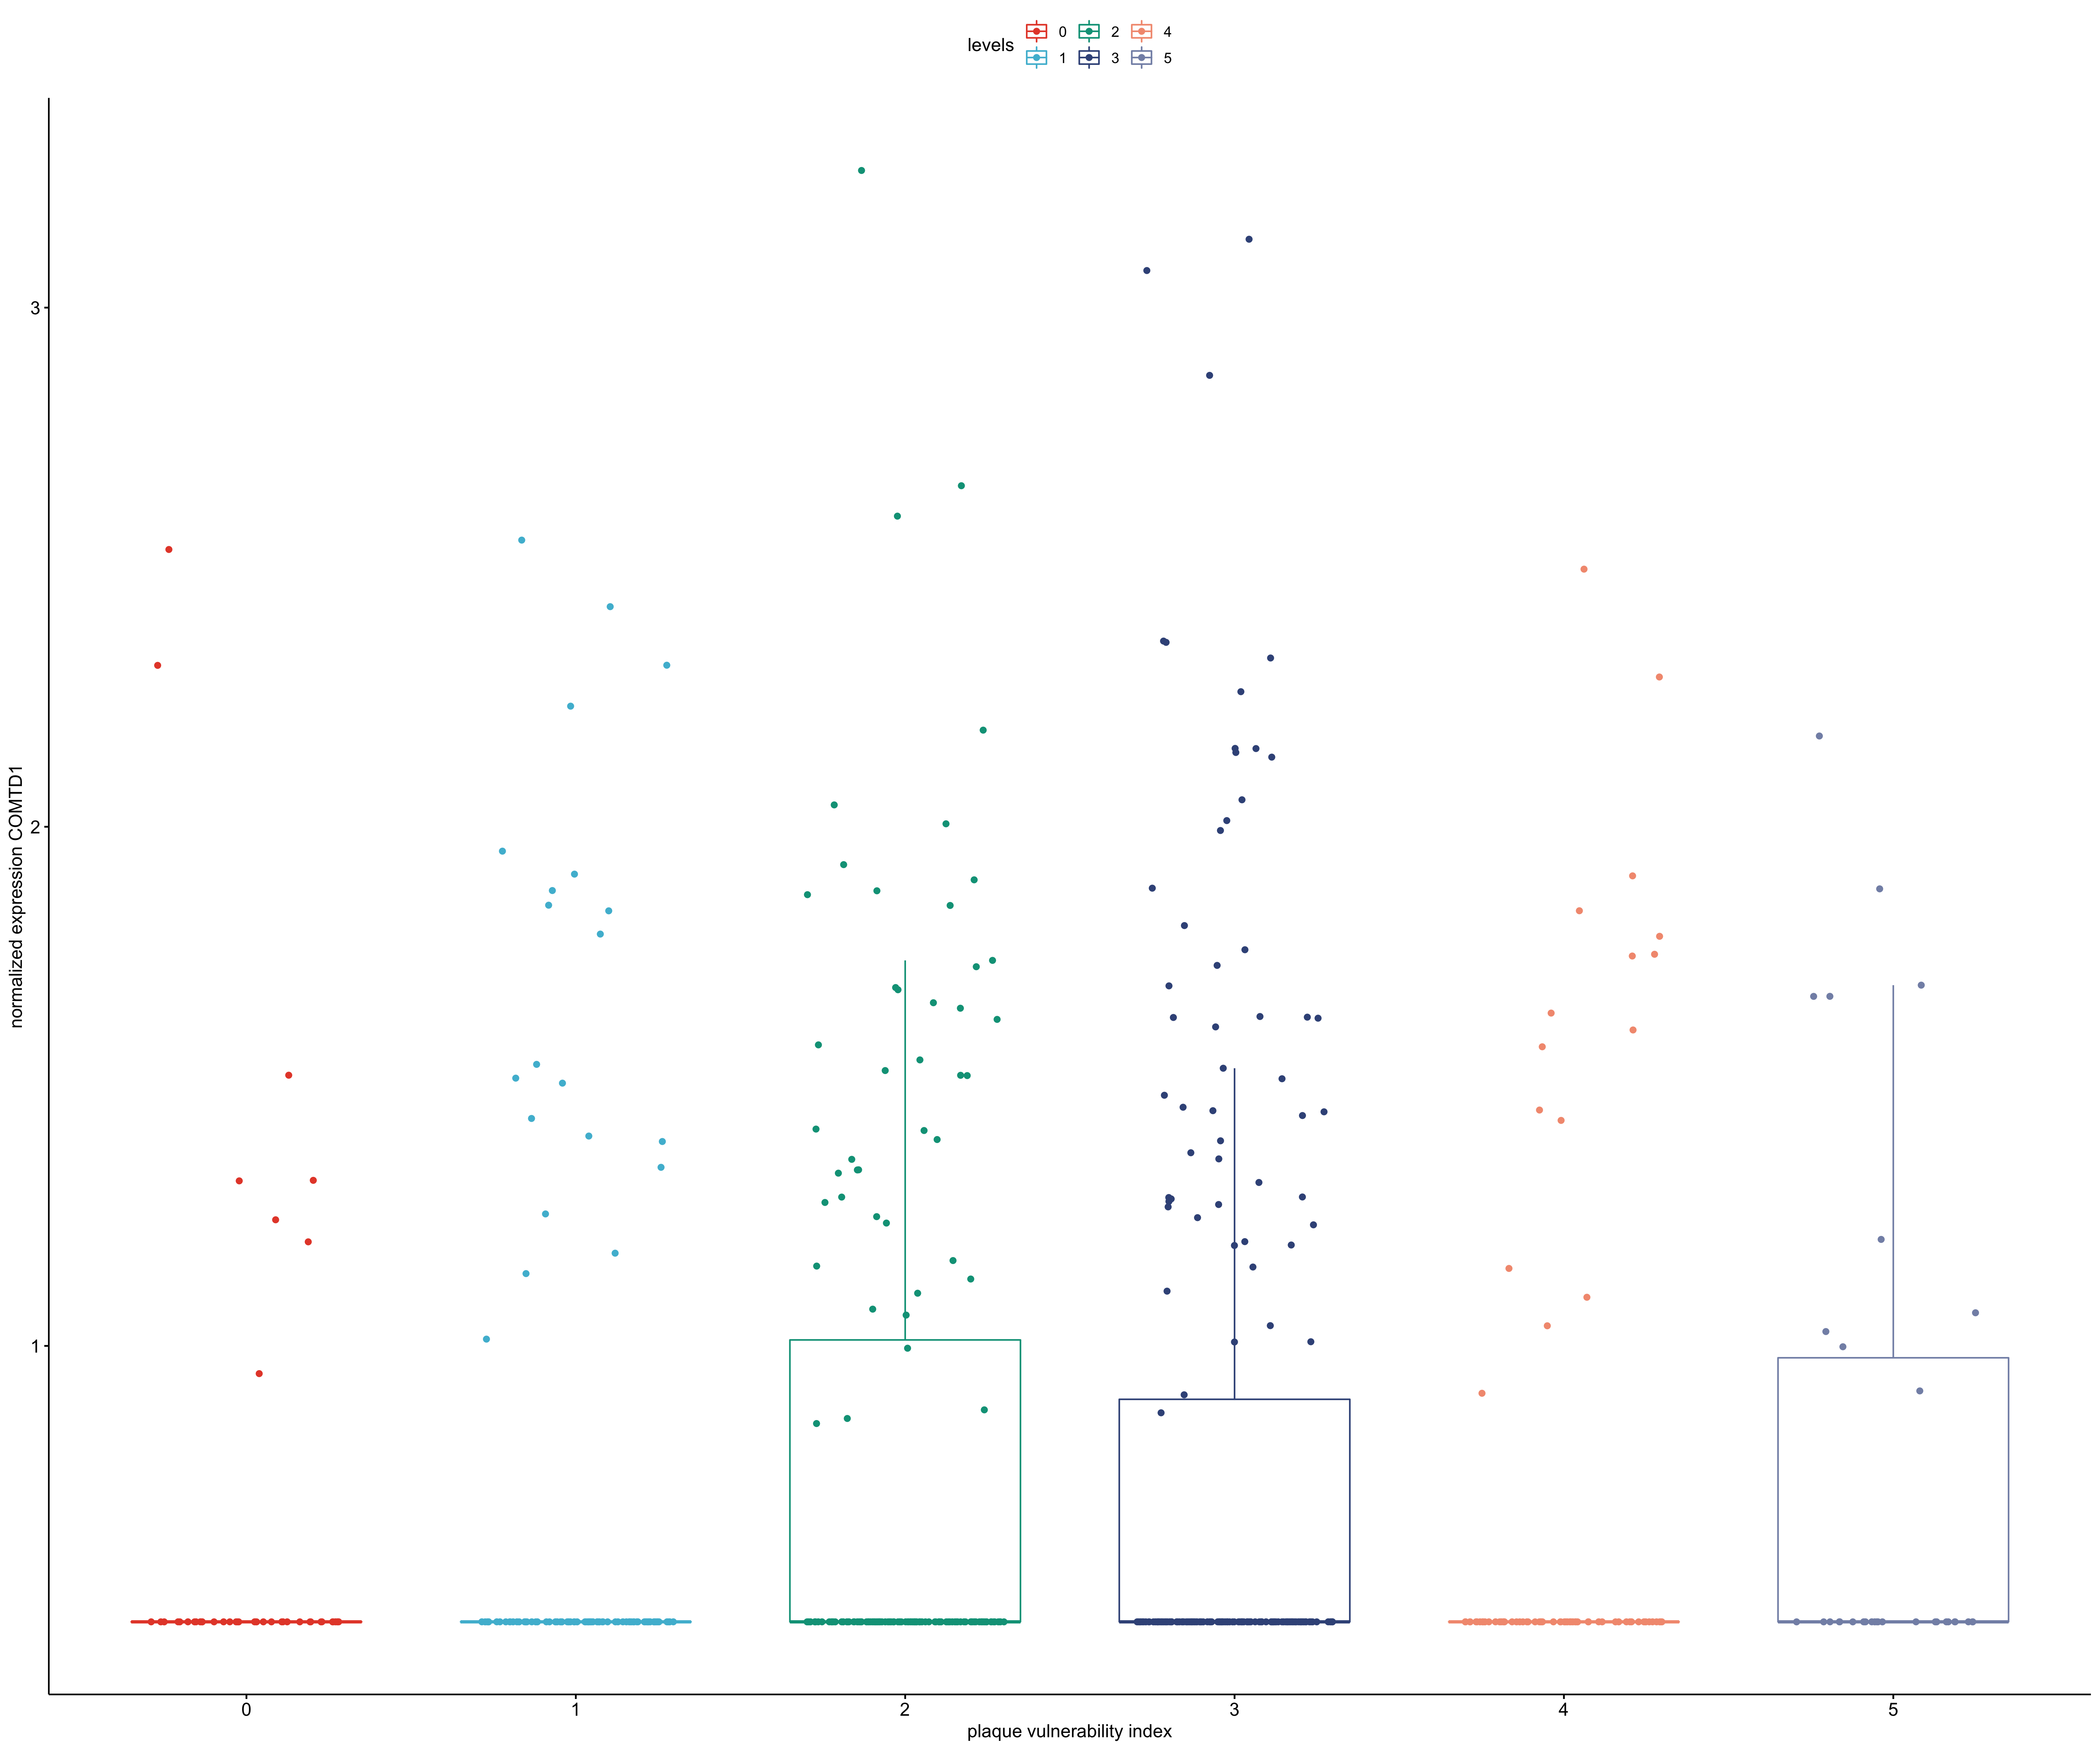 levels 0 2 4
1 3 5
3
2
1
normalized expression COMTD1
0 1 2 3 4 5
plaque vulnerability index